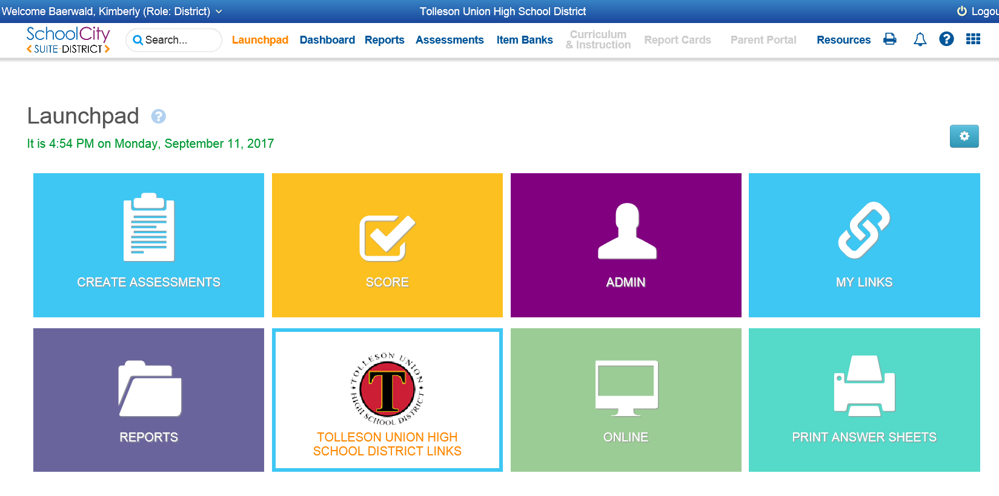 Welcome Baerwald, Kimberly (Role: District)
Tolleson Union High School District
Logou
SchoolCity
SUITE-DISTRICT
Search...
Launchpad
Dashboard
Reports
Assessments
Item Banks
Curriculum
& Instruction
Report Cards
Parent Portal
Resources
?
Launchpad ?
It is 4:54 PM on Monday, September 11, 2017
CREATE ASSESSMENTS
SCORE
ADMIN
MY LINKS
REPORTS
TOLLESON UNION
HIGH SCHOOL DISTRICT
T
TOLLESON UNION HIGH
SCHOOL DISTRICT LINKS
ONLINE
PRINT ANSWER SHEETS